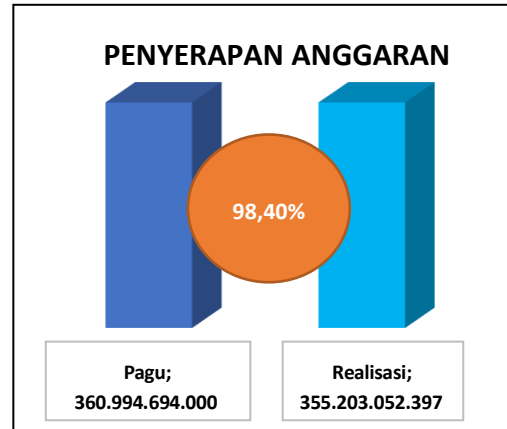 PENYERAPAN ANGGARAN
98,40%
Pagu;
360.994.694.000
Realisasi;
355.203.052.397